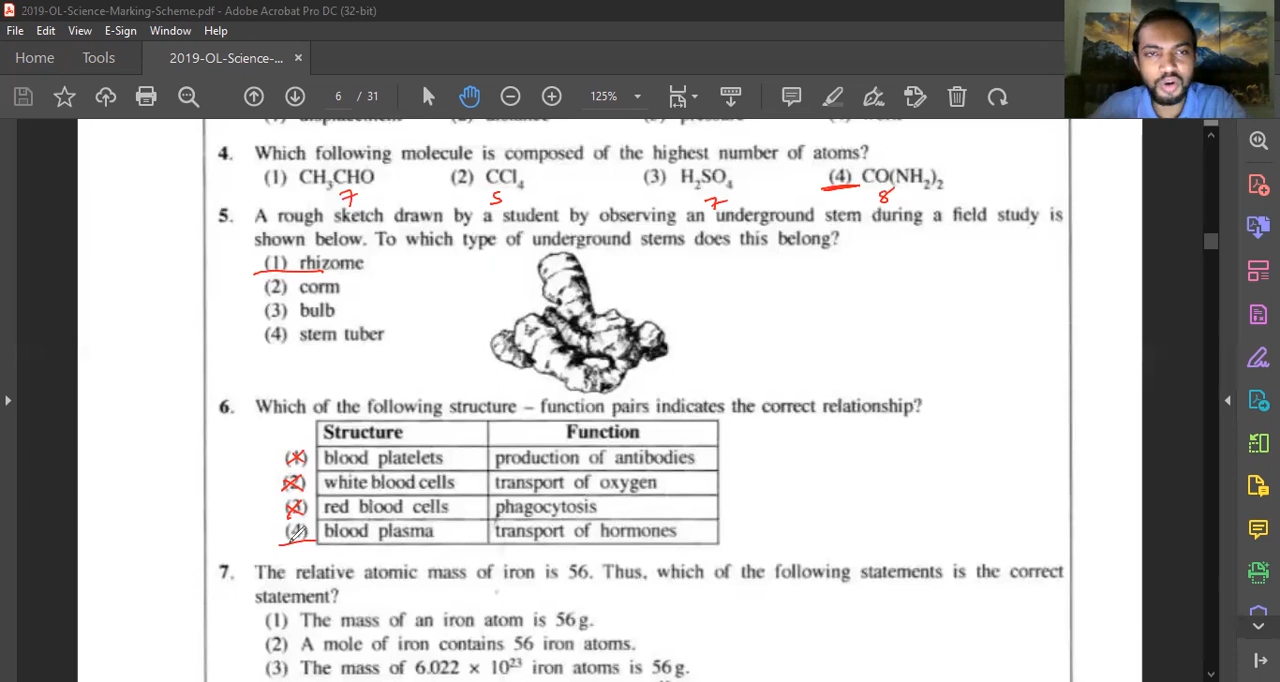 2019-OL-Science-Marking-Scheme.pdf - Adobe Acrobat Pro DC (32-bit)
File Edit View E-Sign Window Help
Home Tools 2019-OL-Science-... ×
6 / 31 125%
4. Which following molecule is composed of the highest number of atoms?
(1) CH₃CHO (2) CCl₄ (3) H₂SO₄ (4) CO(NH₂)₂
7 5 7 8
5. A rough sketch drawn by a student by observing an underground stem during a field study is
shown below. To which type of underground stems does this belong?
(1) rhizome
(2) corm
(3) bulb
(4) stem tuber
6. Which of the following structure – function pairs indicates the correct relationship?
Structure Function
(1) blood platelets production of antibodies
(2) white blood cells transport of oxygen
(3) red blood cells phagocytosis
(4) blood plasma transport of hormones
7. The relative atomic mass of iron is 56. Thus, which of the following statements is the correct
statement?
(1) The mass of an iron atom is 56 g.
(2) A mole of iron contains 56 iron atoms.
(3) The mass of 6.022 × 10²³ iron atoms is 56 g.